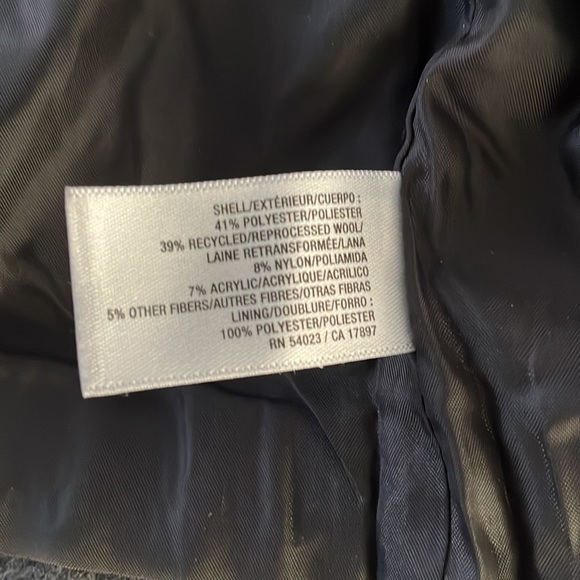 SHELL/EXTÉRIEUR/CUERPO :
41% POLYESTER/POLIESTER
39% RECYCLED/REPROCESSED WOOL/
LAINE RETRANSFORMÉE/LANA
8% NYLON/POLIAMIDA
7% ACRYLIC/ACRYLIQUE/ACRILICO
5% OTHER FIBERS/AUTRES FIBRES/OTRAS FIBRAS
LINING/DOUBLURE/FORRO :
100% POLYESTER/POLIESTER
RN 54023 / CA 17897